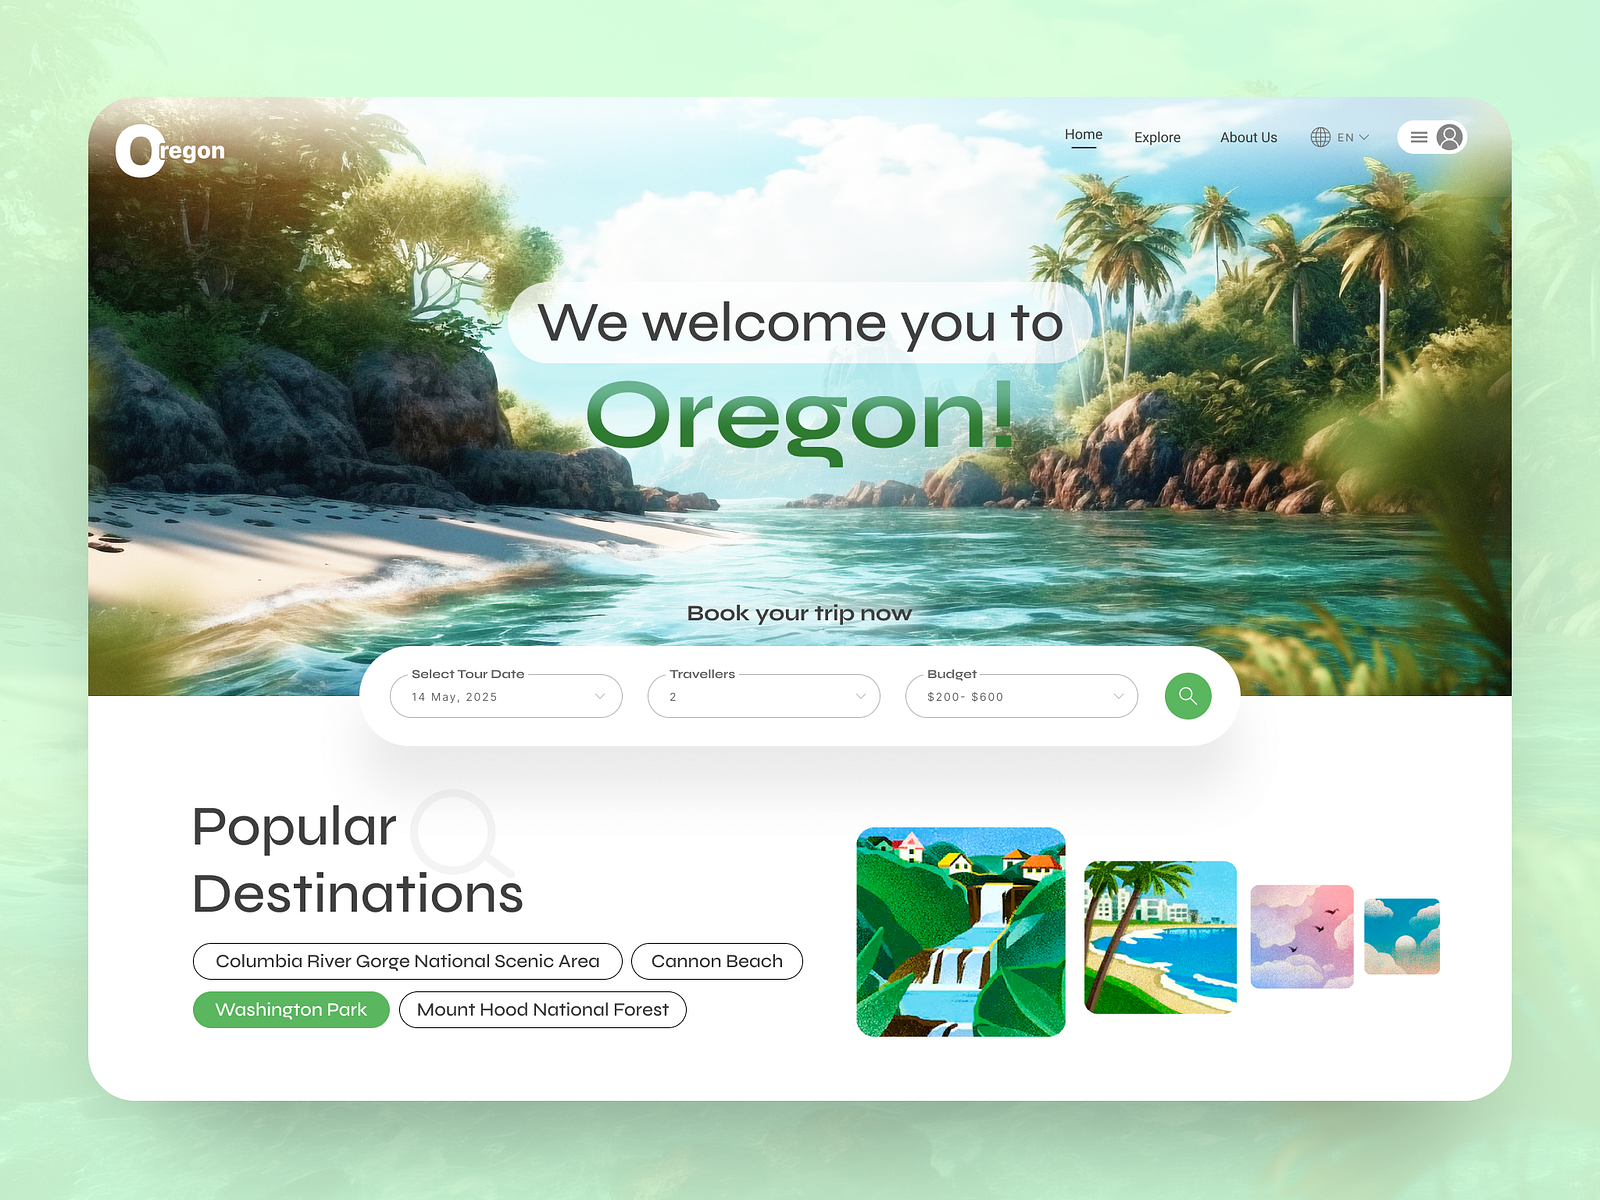 Oregon
Home
Explore
About Us
EN
We welcome you to
Oregon!
Book your trip now
Select Tour Date
14 May, 2025
Travellers
2
Budget
$200- $600
Popular
Destinations
Columbia River Gorge National Scenic Area
Cannon Beach
Washington Park
Mount Hood National Forest